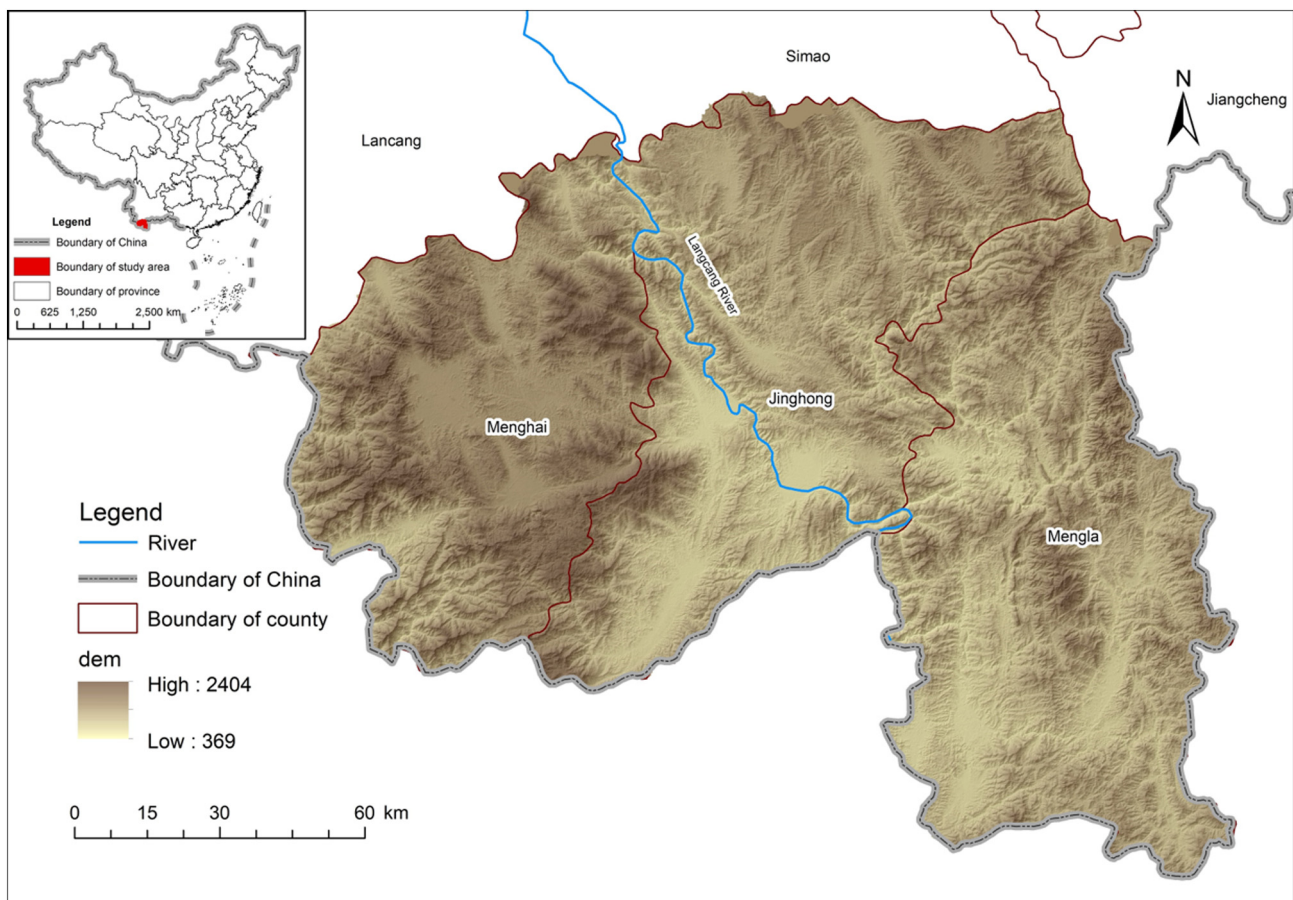 Simao
N
Jiangcheng
Lancang
Legend
Boundary of China
Boundary of study area
Boundary of province
0 625 1,250 2,500 km
Langcang River
Jinghong
Menghai
Mengla
Legend
River
Boundary of China
Boundary of county
dem
High : 2404
Low : 369
0 15 30 60 km